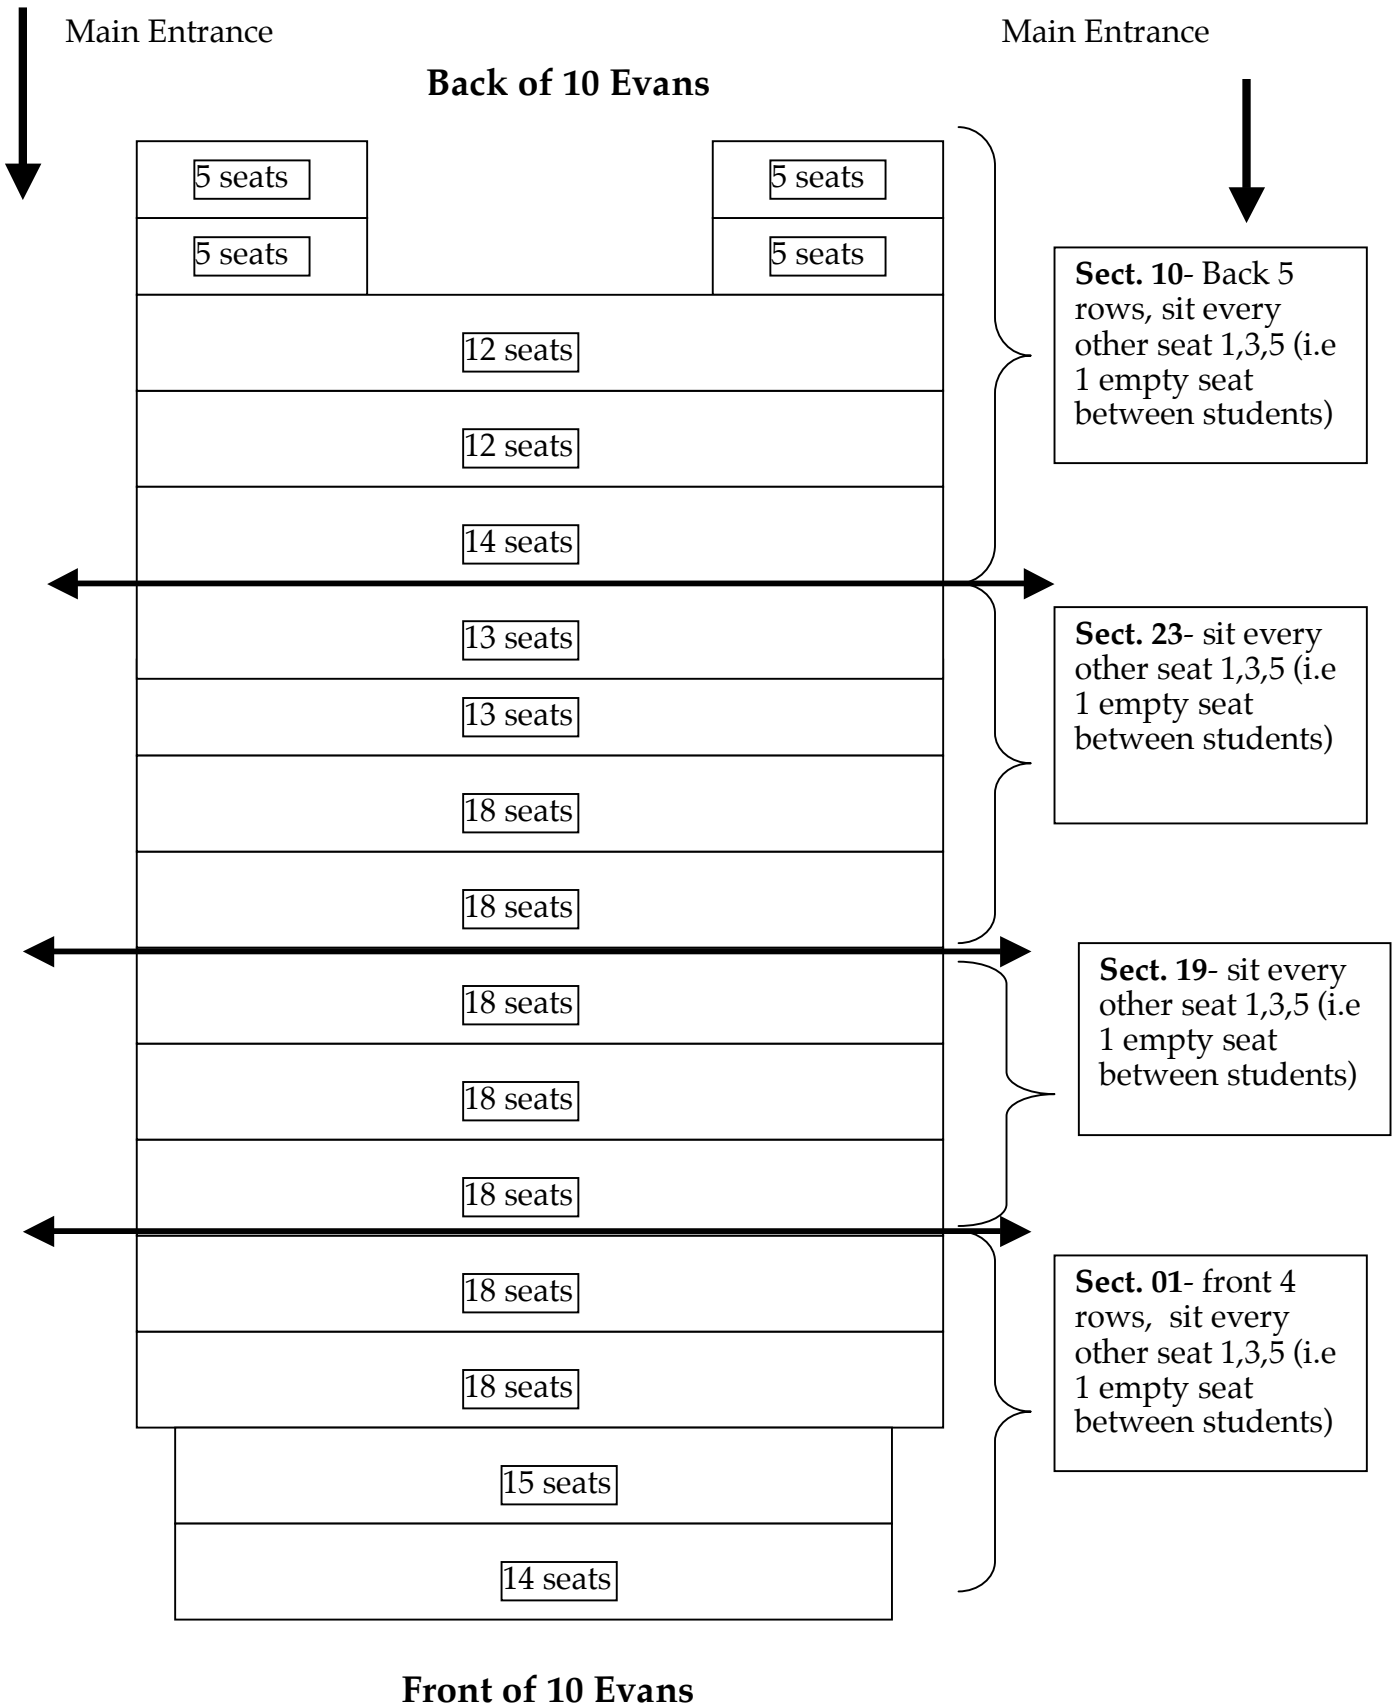 Main Entrance
Main Entrance
Back of 10 Evans
5 seats
5 seats
5 seats
5 seats
12 seats
12 seats
14 seats
Sect. 10- Back 5
rows, sit every
other seat 1,3,5 (i.e
1 empty seat
between students)
13 seats
13 seats
18 seats
18 seats
Sect. 23- sit every
other seat 1,3,5 (i.e
1 empty seat
between students)
18 seats
18 seats
18 seats
Sect. 19- sit every
other seat 1,3,5 (i.e
1 empty seat
between students)
18 seats
18 seats
15 seats
14 seats
Sect. 01- front 4
rows,  sit every
other seat 1,3,5 (i.e
1 empty seat
between students)
Front of 10 Evans